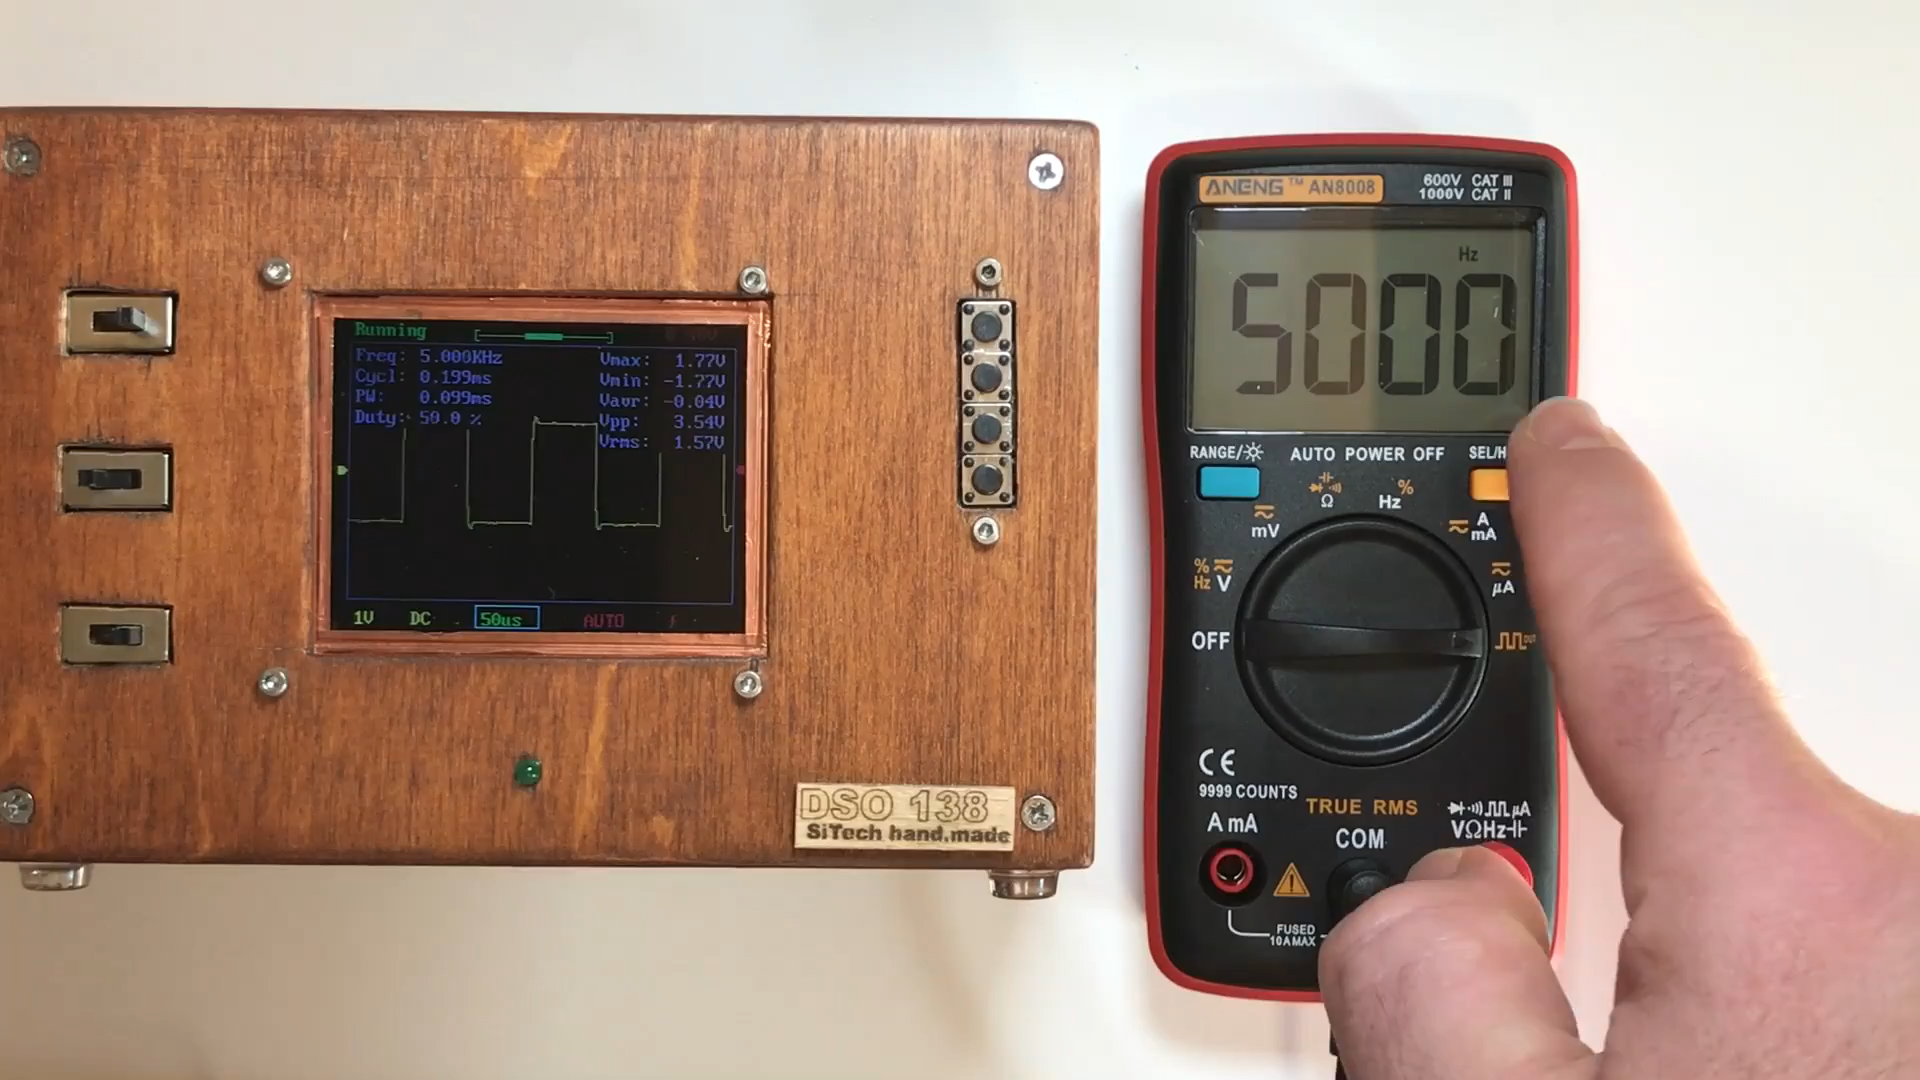 Running
Freq: 5.000KHz
Cycl: 0.199ms
PW: 0.099ms
Duty: 50.0 %
Vmax: 1.77V
Vmin: -1.77V
Vavr: -0.04V
Vpp: 3.54V
Vrms: 1.57V
1V DC 50us AUTO
DSO 138
SiTech hand.made
ANENG™ AN8008
600V CAT III
1000V CAT II
Hz
5000
RANGE/ AUTO POWER OFF SEL/H
Ω
Hz %
mV
A
mA
% Hz V
μA
OFF
OUT
CE
9999 COUNTS
TRUE RMS
A mA
COM
μA
VΩHz
FUSED
10A MAX